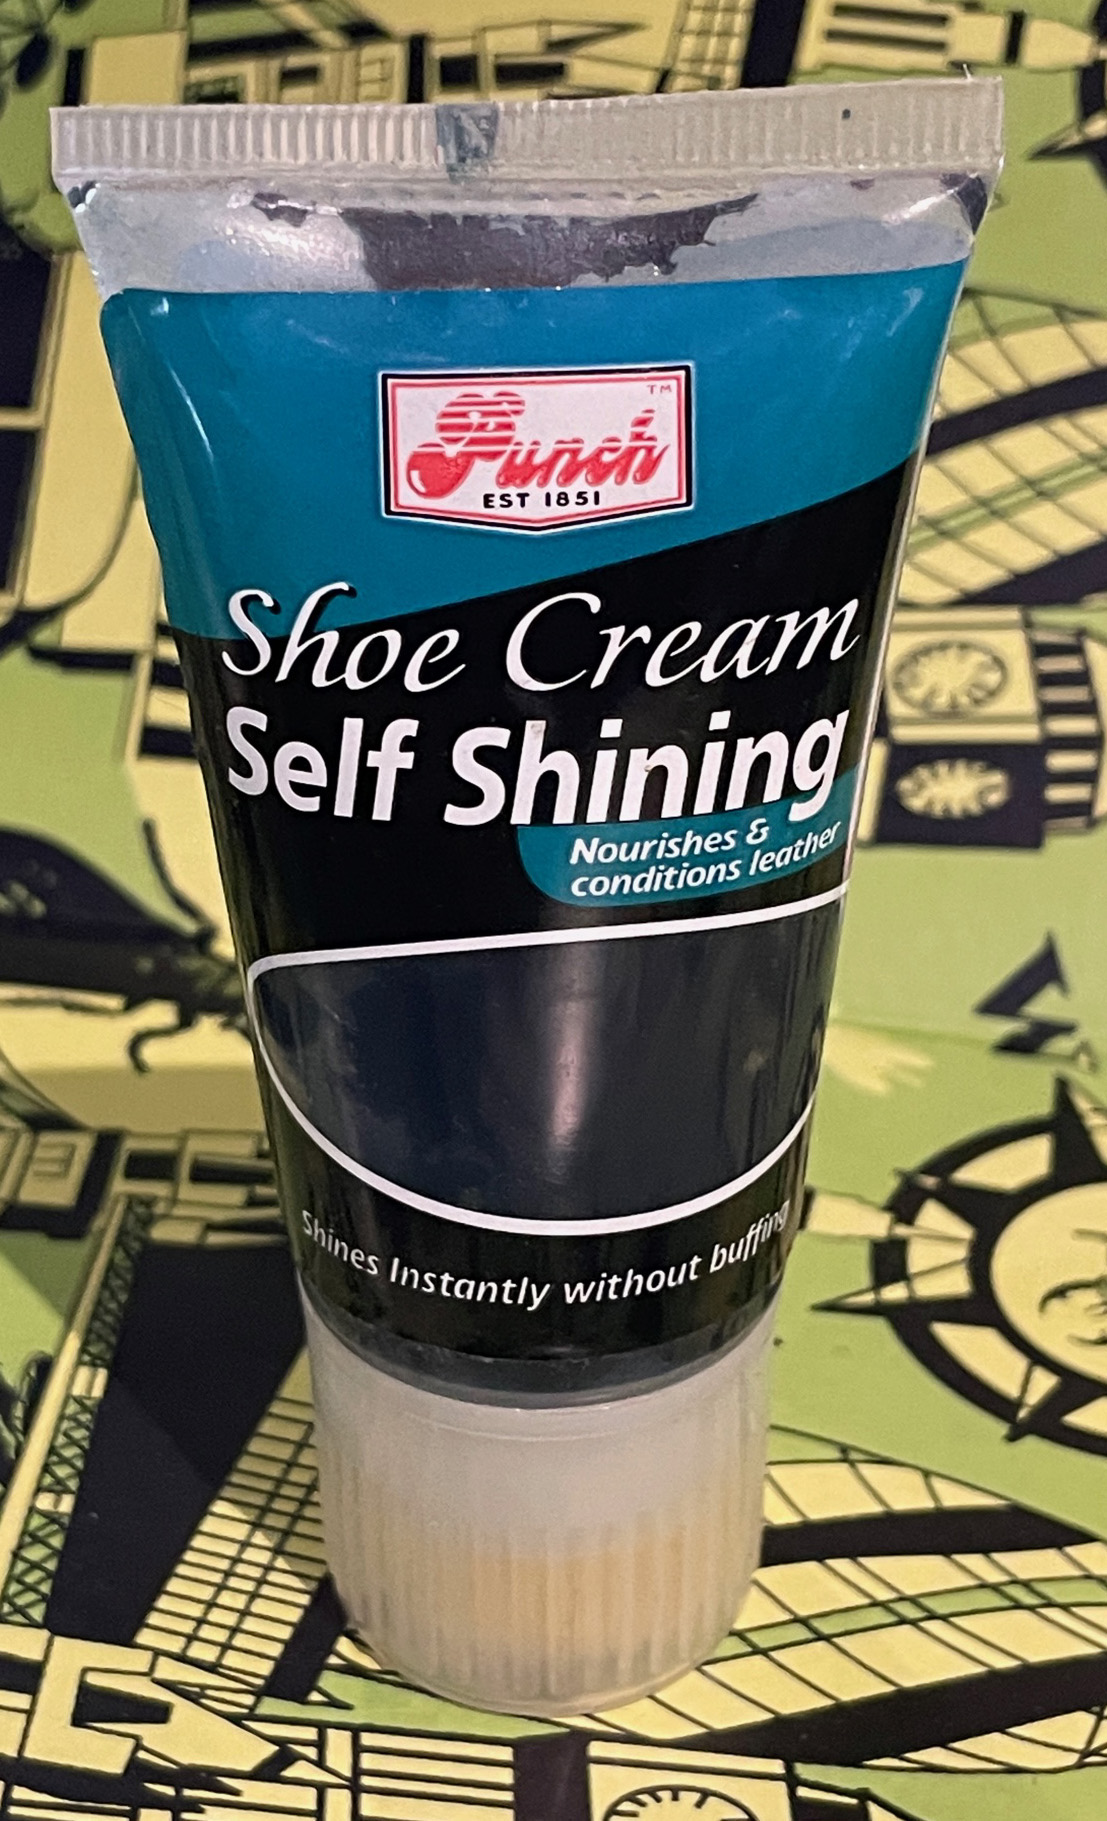 Punch TM
EST 1851
Shoe Cream
Self Shining
Nourishes &
conditions leather
Shines Instantly without buffing